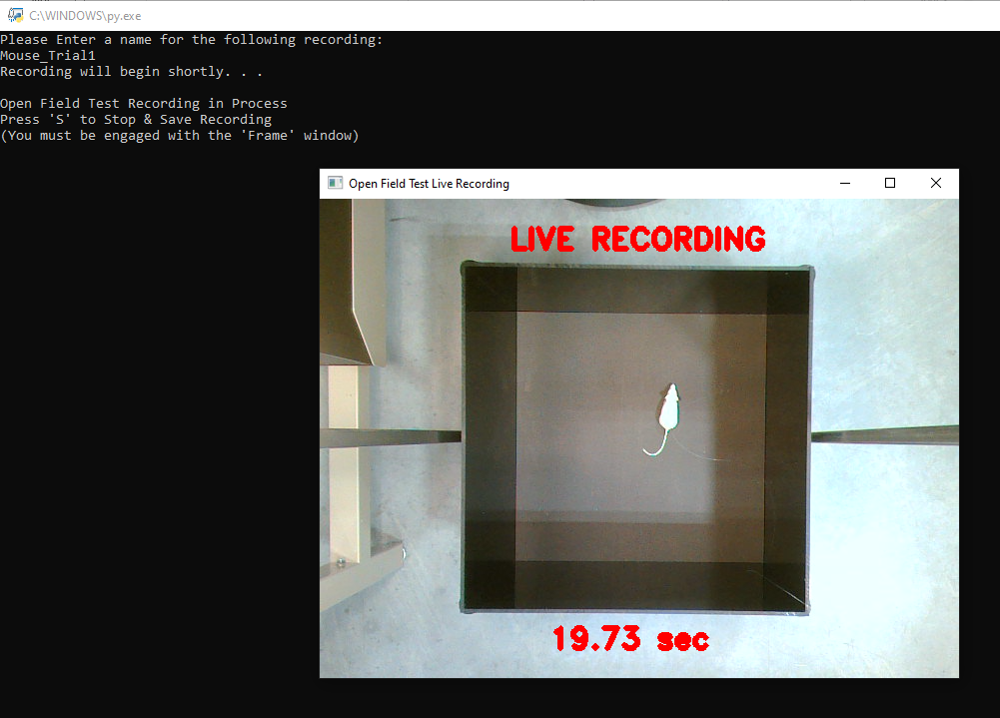 C:\WINDOWS\py.exe
Please Enter a name for the following recording:
Mouse_Trial1
Recording will begin shortly. . .
Open Field Test Recording in Process
Press 'S' to Stop & Save Recording
(You must be engaged with the 'Frame' window)
Open Field Test Live Recording
LIVE RECORDING
19.73 sec